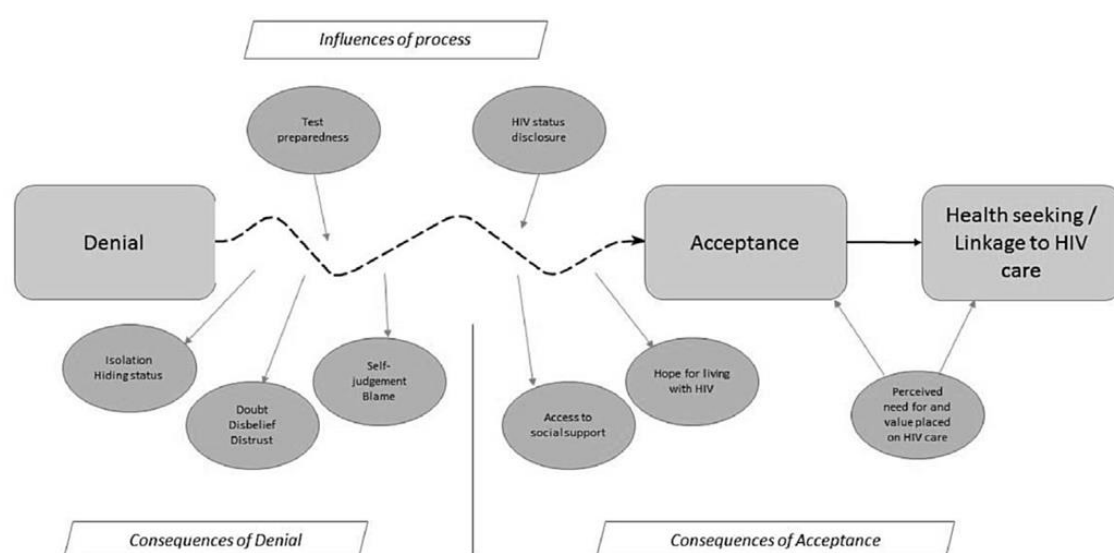 Influences of process
Test
preparedness
HIV status
disclosure
Denial
Acceptance
Health seeking /
Linkage to HIV
care
Isolation
Hiding status
Doubt
Disbelief
Distrust
Self-
judgement
Blame
Access to
social support
Hope for living
with HIV
Perceived
need for and
value placed
on HIV care
Consequences of Denial
Consequences of Acceptance